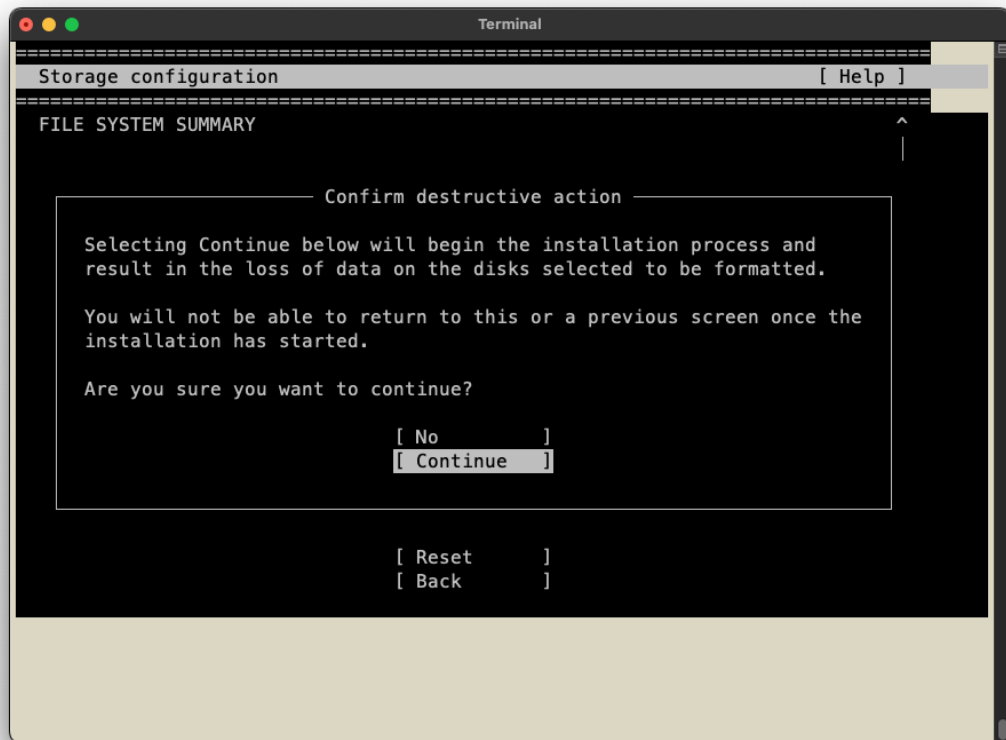 Terminal
================================================================================
Storage configuration [ Help ]
================================================================================
FILE SYSTEM SUMMARY ^
│
Confirm destructive action
Selecting Continue below will begin the installation process and
result in the loss of data on the disks selected to be formatted.
You will not be able to return to this or a previous screen once the
installation has started.
Are you sure you want to continue?
[ No ]
[ Continue ]
[ Reset ]
[ Back ]